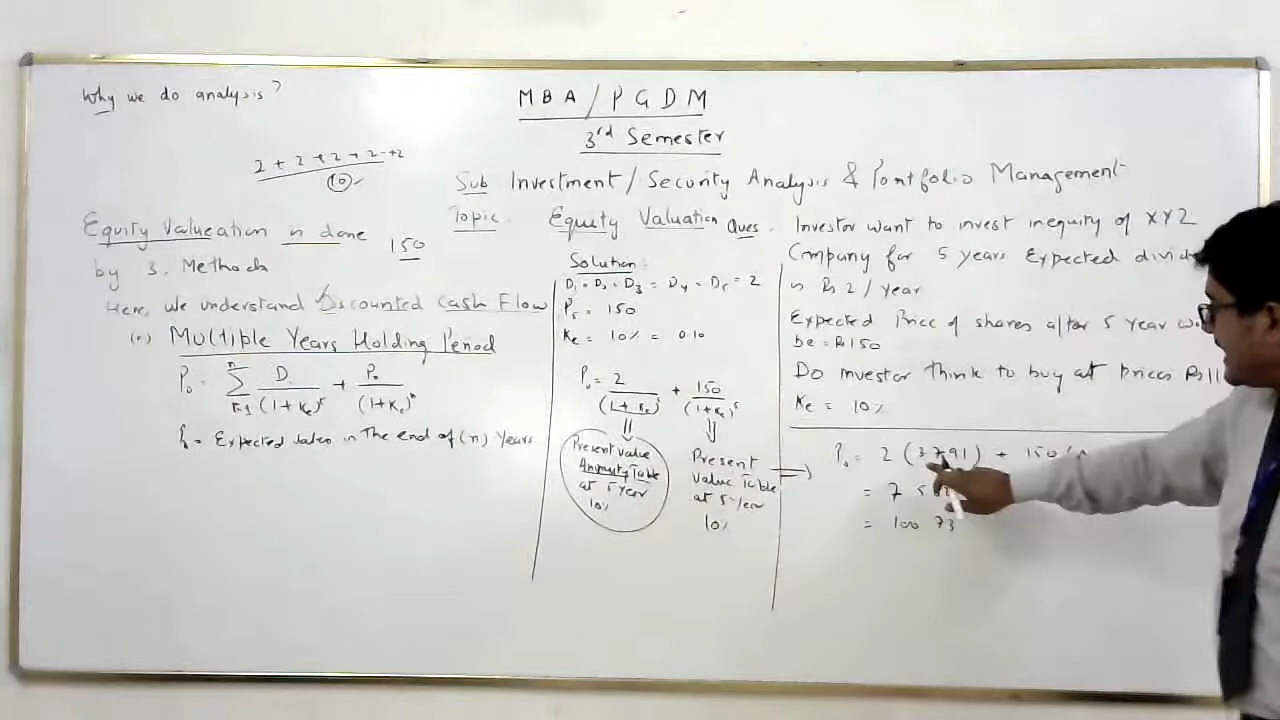 Why we do analysis?
MBA/PGDM
3rd Semester
2 + 2 + 2 + 2 + 2
10
Sub Investment/Security Analysis & Portfolio Management
Topic. Equity Valuation
Equity Valueation is done
by 3. Methods
150
Here, we understand Discounted Cash Flow
Multiple Years Holding Period
Expected sales in The end of (n) Years
Solution:
D1 = D2 = D3 = D4 = D5 = 2
P5 = 150
Ke = 10% = 0.10
P0 = 2/(1+Ke)^5 + 150/(1+Ke)^5
Present value
Annuity Table
at 5 year
10%
Present
value Table
at 5 year
10%
Ques. Investor want to invest in equity of XYZ
Company for 5 years Expected
is Rs 2/year
Expected Price of shares after 5 year
be = Rs 150
Do investor think to buy at prices
Ke = 10%
P0 = 2 (3.791) + 150
= 7.5
= 100.73